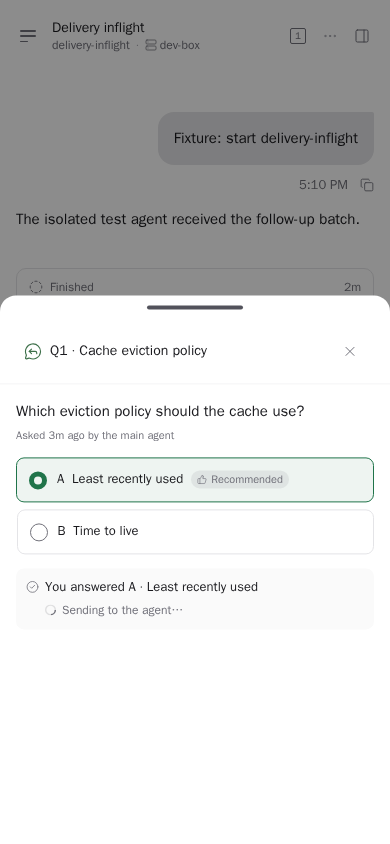 Delivery inflight
delivery-inflight · dev-box
1
Fixture: start delivery-inflight
5:10 PM
The isolated test agent received the follow-up batch.
Finished 2m
Q1 · Cache eviction policy
Which eviction policy should the cache use?
Asked 3m ago by the main agent
A Least recently used Recommended
B Time to live
You answered A · Least recently used
Sending to the agent···